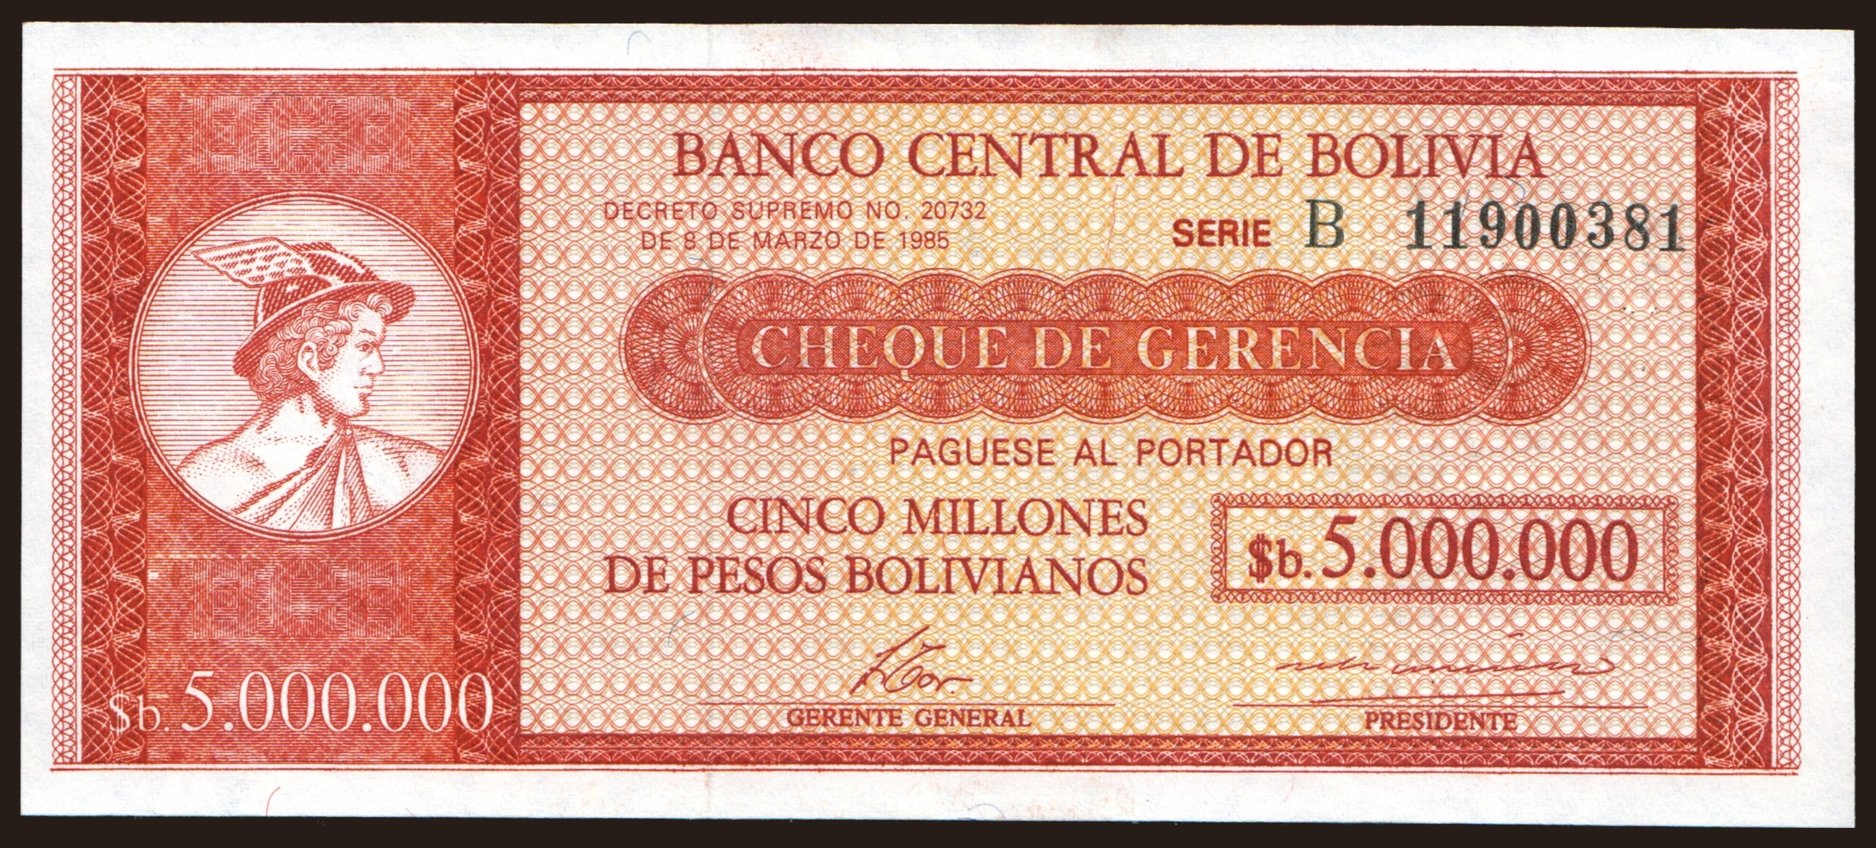 BANCO CENTRAL DE BOLIVIA
DECRETO SUPREMO NO. 20732
DE 8 DE MARZO DE 1985
SERIE B 11900381
CHEQUE DE GERENCIA
PAGUESE AL PORTADOR
CINCO MILLONES
DE PESOS BOLIVIANOS
$b. 5.000.000
$b. 5.000.000
GERENTE GENERAL
PRESIDENTE